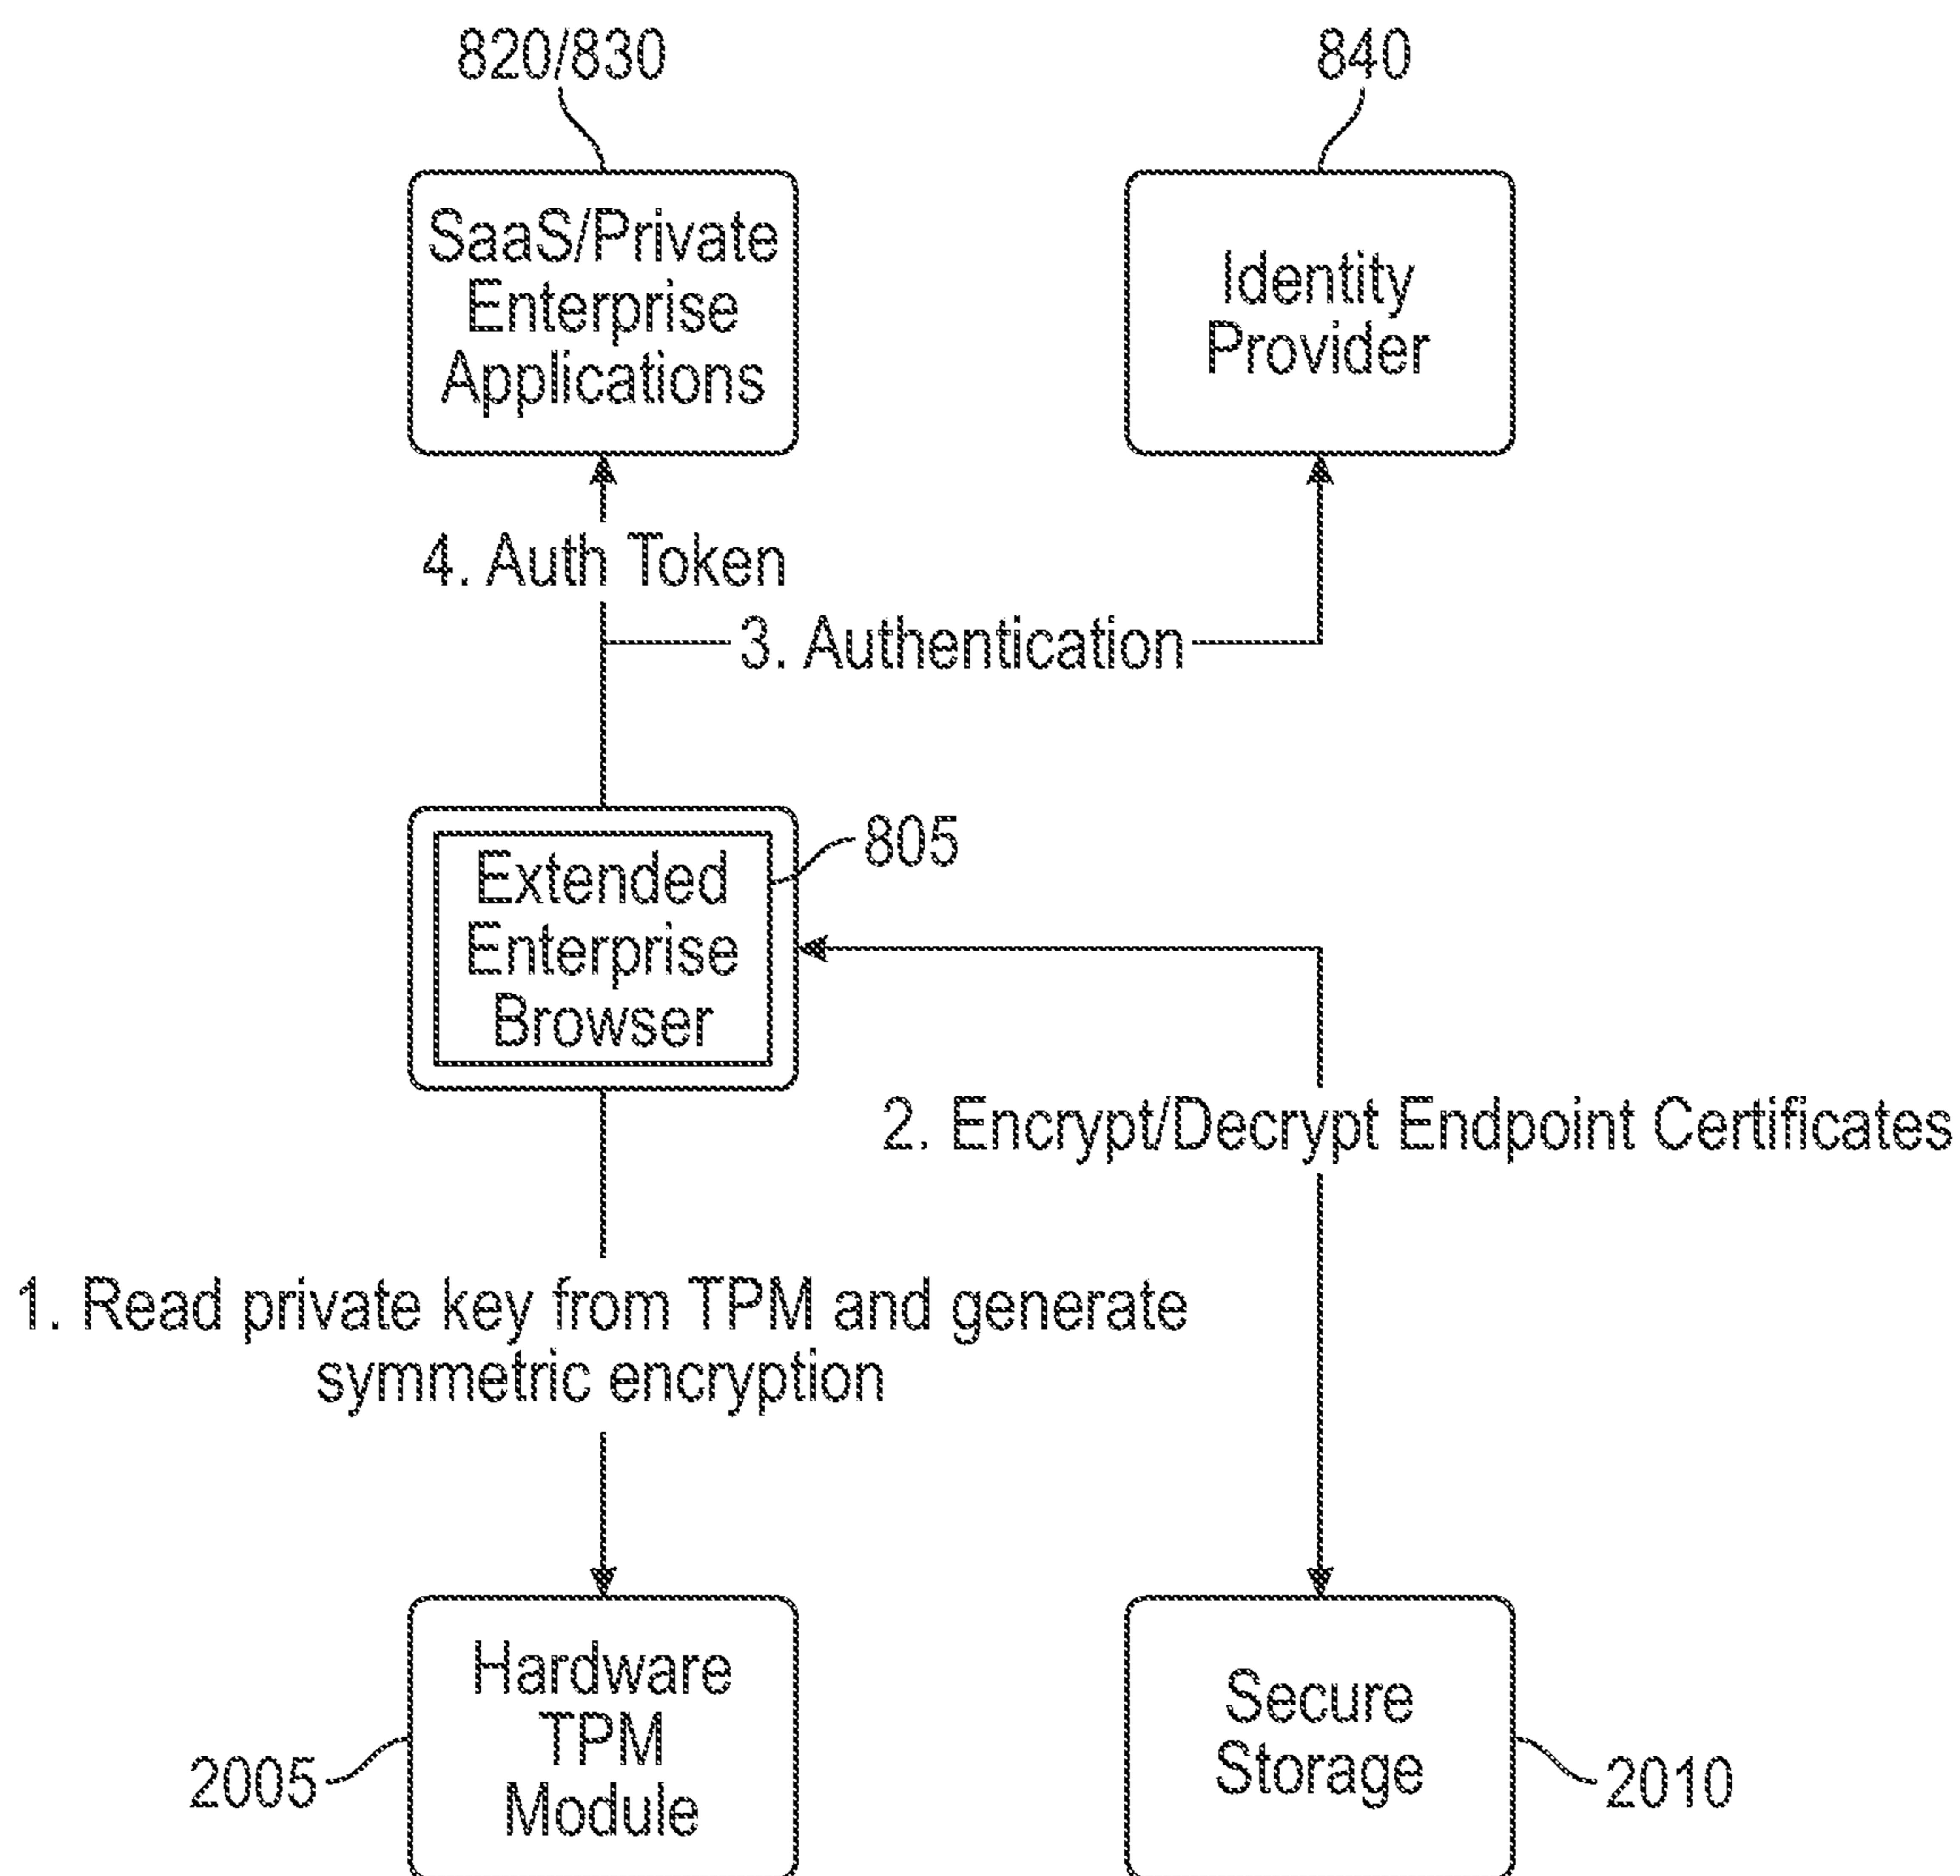 820/830
840
SaaS/Private
Enterprise
Applications
Identity
Provider
4. Auth Token
3. Authentication
805
Extended
Enterprise
Browser
2. Encrypt/Decrypt Endpoint Certificates
1. Read private key from TPM and generate
symmetric encryption
Hardware
TPM
Module
2005
Secure
Storage
2010